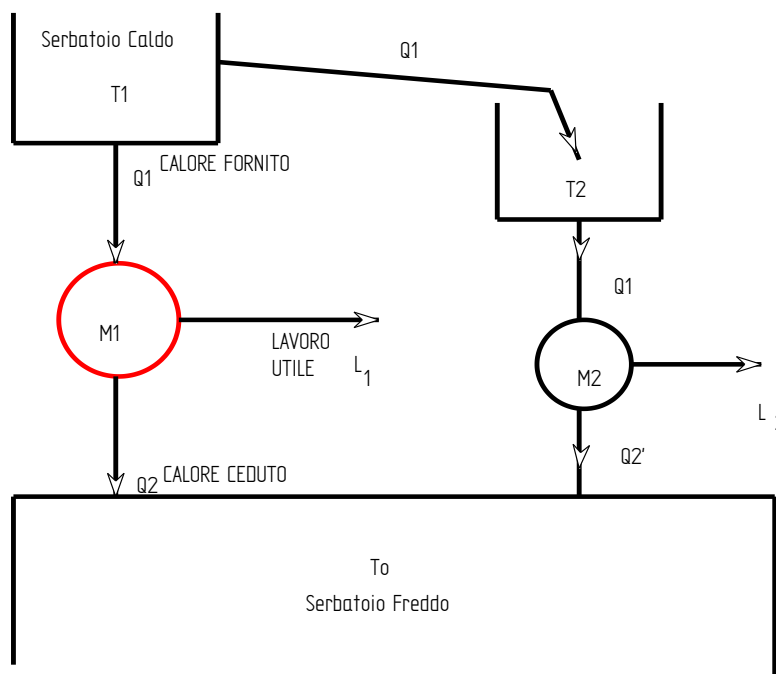 Serbatoio Caldo
T1
Q1
Q1 CALORE FORNITO
T2
Q1
M1
LAVORO
UTILE L1
M2
L
Q2'
Q2 CALORE CEDUTO
To
Serbatoio Freddo